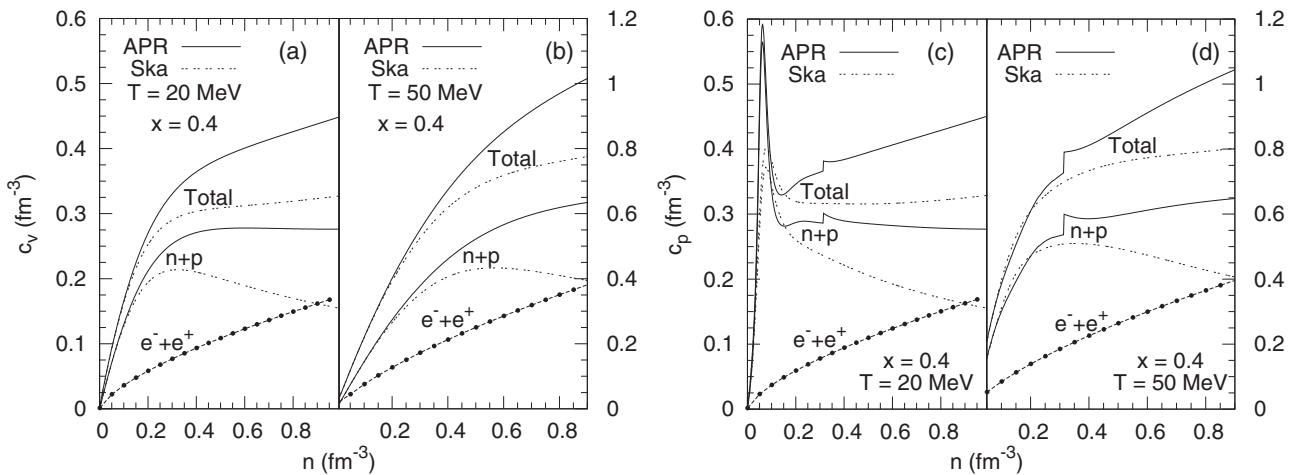 0.6
0.5
0.4
0.3
0.2
0.1
0
c_v (fm^-3)
APR
Ska
T = 20 MeV
x = 0.4
(a)
Total
n+p
e^-+e^+
0 0.2 0.4 0.6 0.8
n (fm^-3)
APR
Ska
T = 50 MeV
x = 0.4
(b)
Total
n+p
e^-+e^+
0.2 0.4 0.6 0.8
1.2
1
0.8
0.6
0.4
0.2
0
0.6
0.5
0.4
0.3
0.2
0.1
0
c_p (fm^-3)
APR
Ska
(c)
Total
n+p
e^-+e^+
x = 0.4
T = 20 MeV
0 0.2 0.4 0.6 0.8
n (fm^-3)
APR
Ska
(d)
Total
n+p
e^-+e^+
x = 0.4
T = 50 MeV
0.2 0.4 0.6 0.8
1.2
1
0.8
0.6
0.4
0.2
0